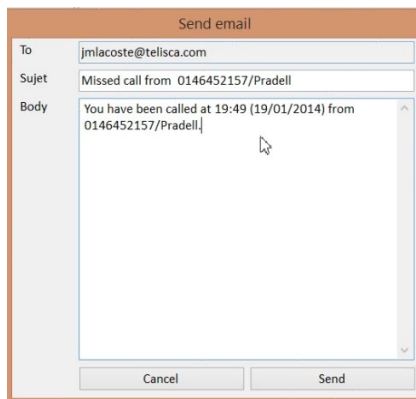 Send email
To
jmlacoste@telisca.com
Sujet
Missed call from  0146452157/Pradell
Body
You have been called at 19:49 (19/01/2014) from
0146452157/Pradell.
Cancel
Send